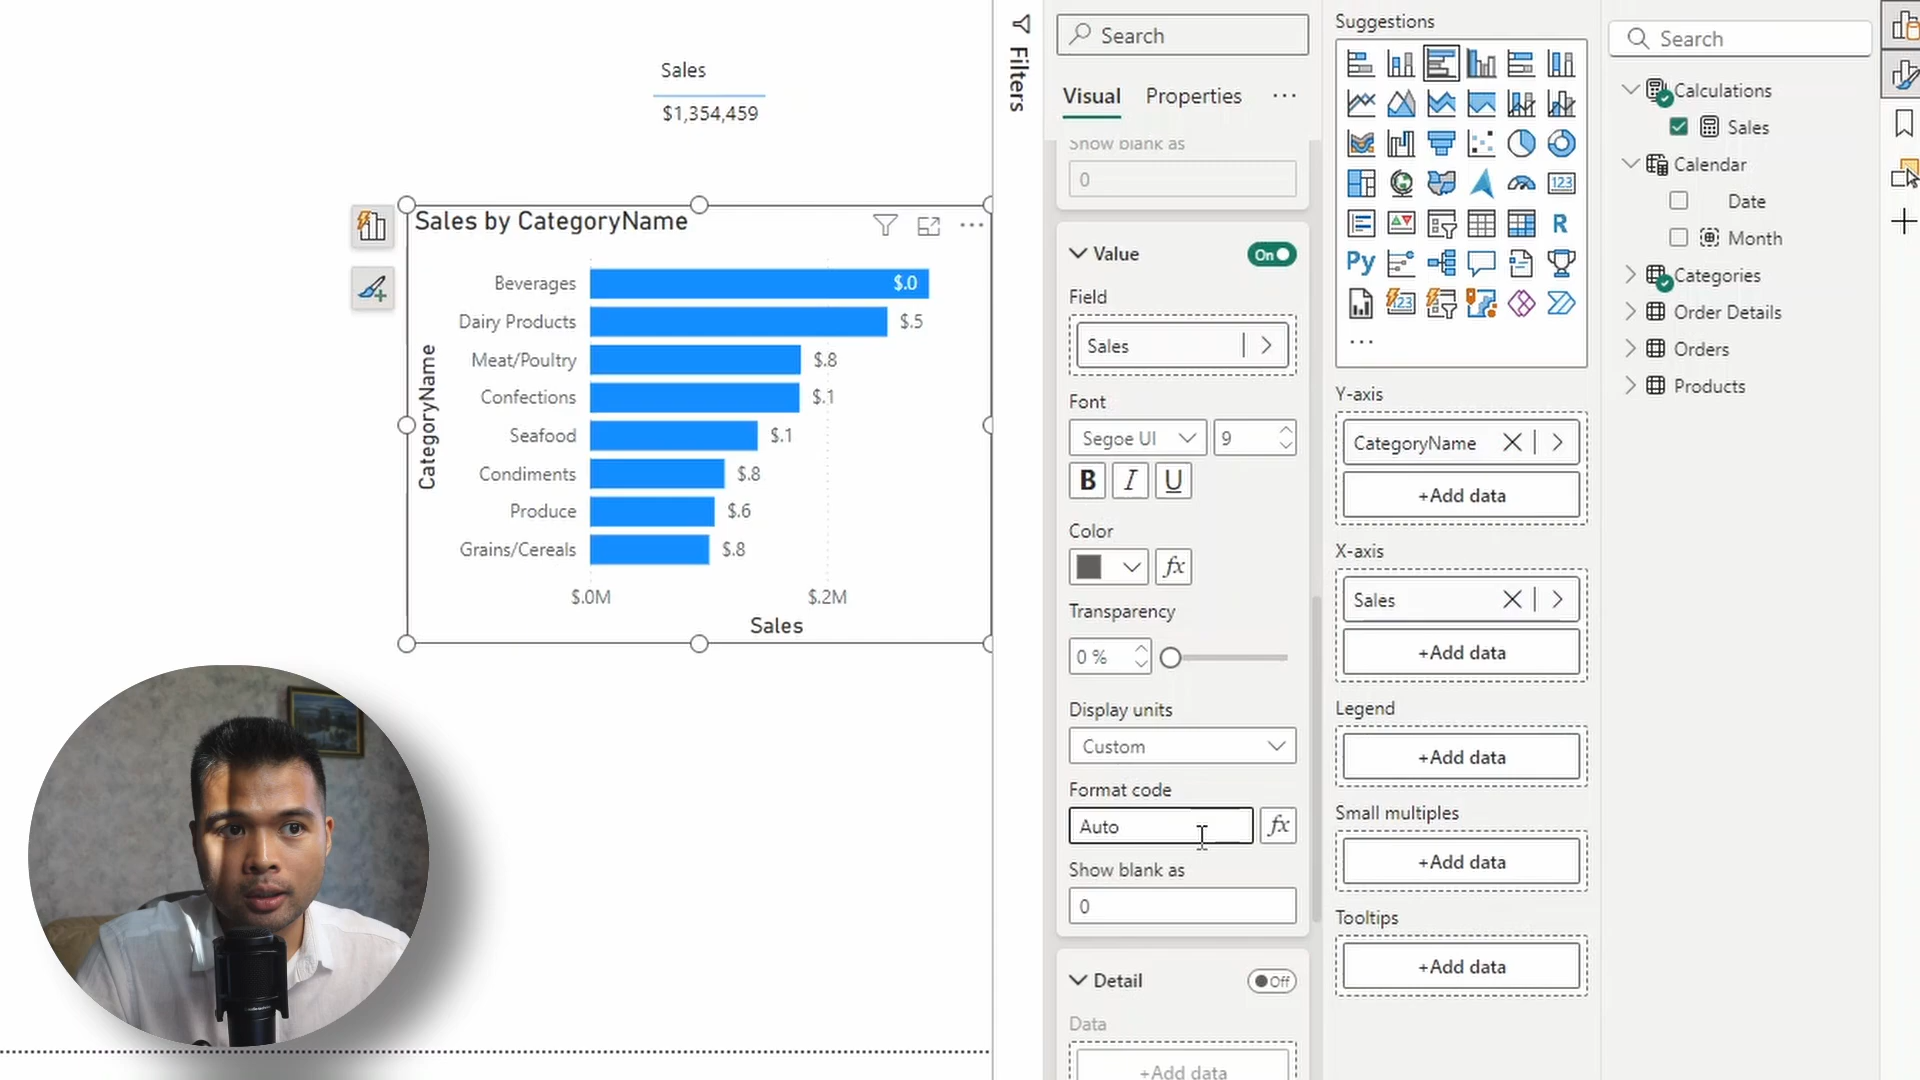 Sales
$1,354,459
Sales by CategoryName
CategoryName
Beverages $.0
Dairy Products $.5
Meat/Poultry $.8
Confections $.1
Seafood $.1
Condiments $.8
Produce $.6
Grains/Cereals $.8
$.0M $.2M
Sales
Filters
Search
Visual Properties ...
Show blank as
0
Value On
Field
Sales
Font
Segoe UI 9
B I U
Color
fx
Transparency
0 %
Display units
Custom
Format code
Auto fx
Show blank as
0
Detail Off
Data
+Add data
Suggestions
123
R
Py
123
...
Y-axis
CategoryName
+Add data
X-axis
Sales
+Add data
Legend
+Add data
Small multiples
+Add data
Tooltips
+Add data
Search
Calculations
Sales
Calendar
Date
Month
Categories
Order Details
Orders
Products